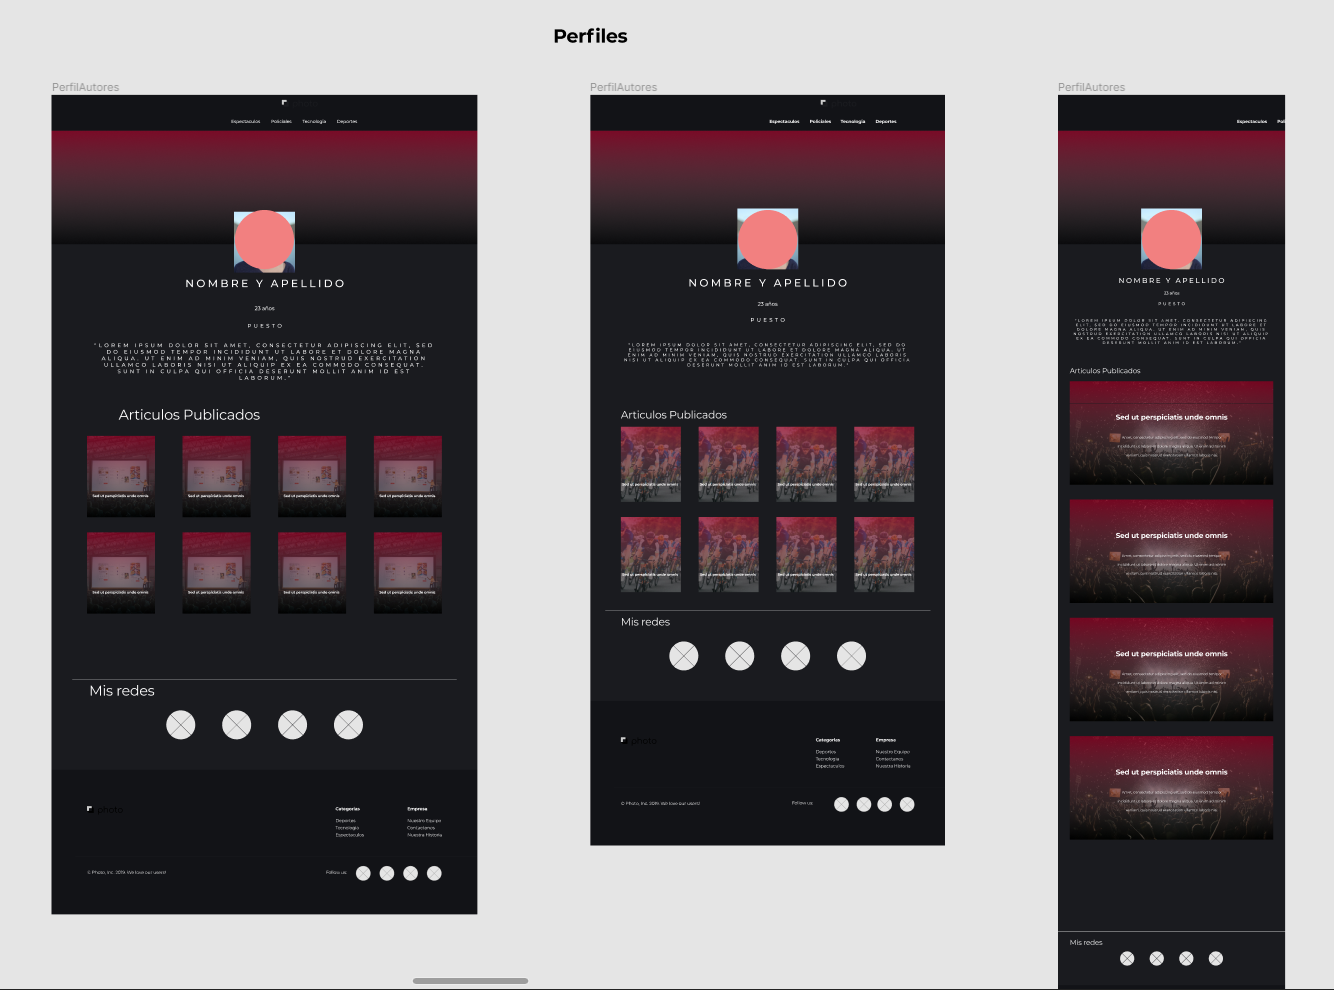 Perfiles
PerfilAutores
Espectaculos Policiales Tecnología Deportes
NOMBRE Y APELLIDO
23 años
PUESTO
"LOREM IPSUM DOLOR SIT AMET, CONSECTETUR ADIPISCING ELIT, SED
DO EIUSMOD TEMPOR INCIDIDUNT UT LABORE ET DOLORE MAGNA
ALIQUA. UT ENIM AD MINIM VENIAM, QUIS NOSTRUD EXERCITATION
ULLAMCO LABORIS NISI UT ALIQUIP EX EA COMMODO CONSEQUAT.
SUNT IN CULPA QUI OFFICIA DESERUNT MOLLIT ANIM ID EST
LABORUM."
Articulos Publicados
Sed ut perspiciatis unde omnis
Sed ut perspiciatis unde omnis
Sed ut perspiciatis unde omnis
Sed ut perspiciatis unde omnis
Sed ut perspiciatis unde omnis
Sed ut perspiciatis unde omnis
Sed ut perspiciatis unde omnis
Sed ut perspiciatis unde omnis
Mis redes
photo
Categorías Empresa
Deportes Nuestro Equipo
Tecnología Contactanos
Espectaculos Nuestra Historia
© Photo, Inc. 2019. We love our users! Follow us:
PerfilAutores
Espectaculos Policiales Tecnología Deportes
NOMBRE Y APELLIDO
23 años
PUESTO
"LOREM IPSUM DOLOR SIT AMET, CONSECTETUR ADIPISCING ELIT, SED
DO EIUSMOD TEMPOR INCIDIDUNT UT LABORE ET DOLORE MAGNA ALIQUA. UT
ENIM AD MINIM VENIAM, QUIS NOSTRUD EXERCITATION ULLAMCO LABORIS
NISI UT ALIQUIP EX EA COMMODO CONSEQUAT. SUNT IN CULPA QUI OFFICIA
DESERUNT MOLLIT ANIM ID EST LABORUM."
Articulos Publicados
Sed ut perspiciatis unde omnis
Sed ut perspiciatis unde omnis
Sed ut perspiciatis unde omnis
Sed ut perspiciatis unde omnis
Sed ut perspiciatis unde omnis
Sed ut perspiciatis unde omnis
Sed ut perspiciatis unde omnis
Sed ut perspiciatis unde omnis
Mis redes
photo
Categorías Empresa
Deportes Nuestro Equipo
Tecnología Contactanos
Espectaculos Nuestra Historia
© Photo, Inc. 2019. We love our users! Follow us:
PerfilAutores
Espectaculos Pol
NOMBRE Y APELLIDO
23 años
PUESTO
"LOREM IPSUM DOLOR SIT AMET, CONSECTETUR ADIPISCING
ELIT, SED DO EIUSMOD TEMPOR INCIDIDUNT UT LABORE ET
DOLORE MAGNA ALIQUA. UT ENIM AD MINIM VENIAM, QUIS
NOSTRUD EXERCITATION ULLAMCO LABORIS NISI UT ALIQUIP
EX EA COMMODO CONSEQUAT. SUNT IN CULPA QUI OFFICIA
DESERUNT MOLLIT ANIM ID EST LABORUM."
Articulos Publicados
Sed ut perspiciatis unde omnis
Sed ut perspiciatis unde omnis
Sed ut perspiciatis unde omnis
Sed ut perspiciatis unde omnis
Mis redes